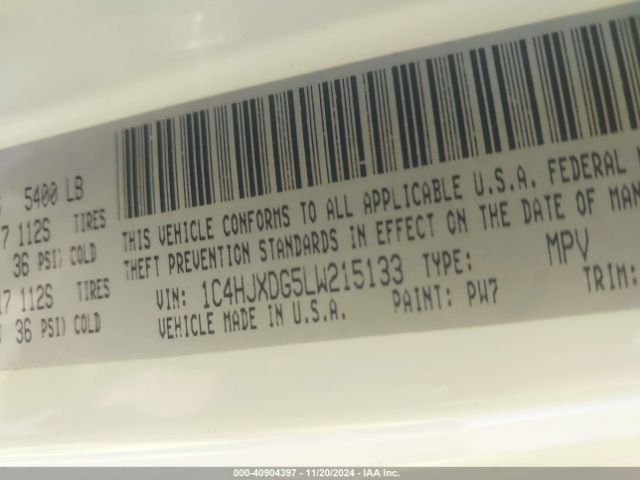 5400 LB
THIS VEHICLE CONFORMS TO ALL APPLICABLE U.S.A. FEDERAL
THEFT PREVENTION STANDARDS IN EFFECT ON THE DATE OF MAN
7 112S TIRES
36 PSI) COLD
7 112S TIRES
36 PSI) COLD
VIN: 1C4HJXDG5LW215133 TYPE: MPV
VEHICLE MADE IN U.S.A. PAINT: PW7 TRIM:
000-40904397 - 11/20/2024 - IAA Inc.